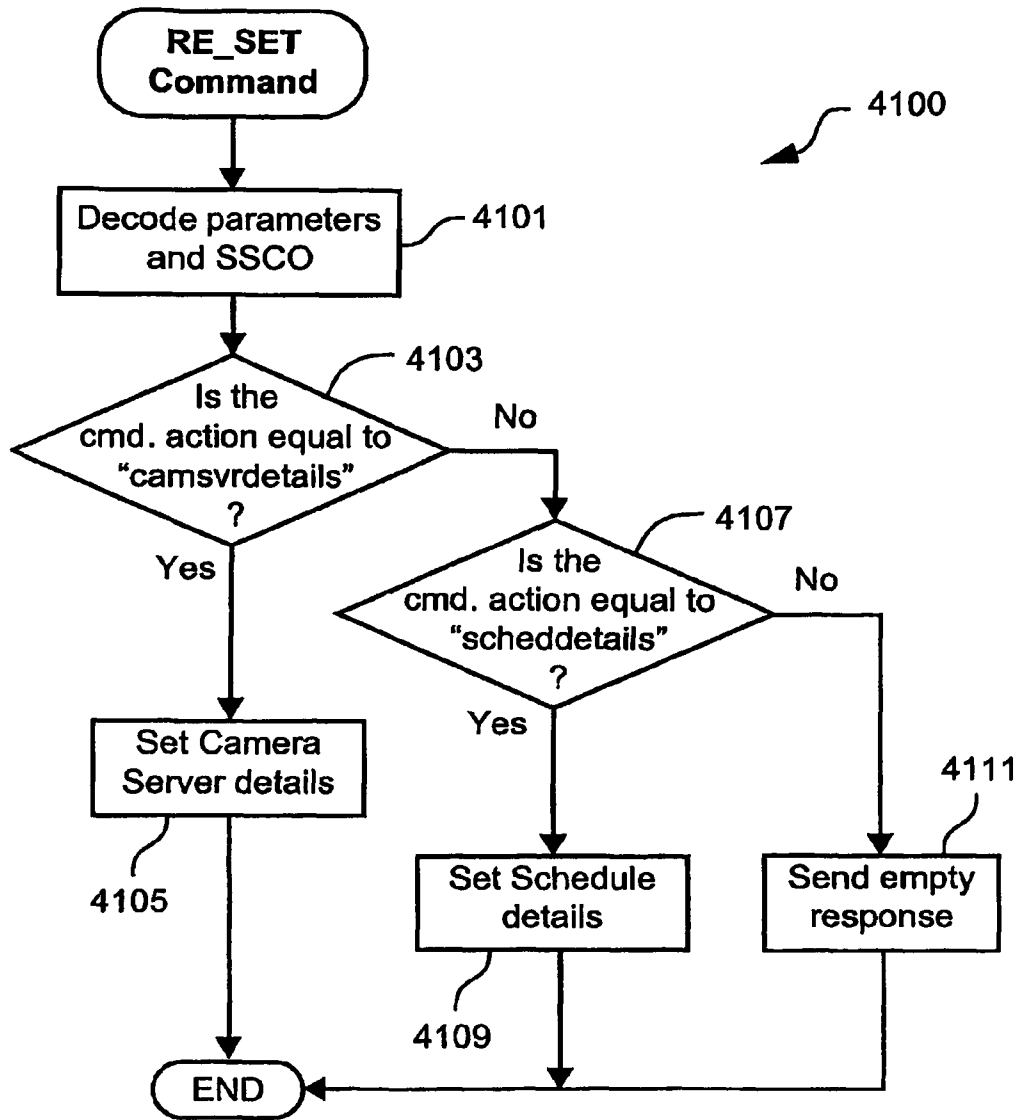 RE_SET
Command
4100
Decode parameters
and SSCO
4101
4103
Is the
cmd. action equal to
“camsvrdetails”
?
No
Yes
4107
Is the
cmd. action equal to
“scheddetails”
?
No
Yes
Set Camera
Server details
4105
4111
Set Schedule
details
4109
Send empty
response
END